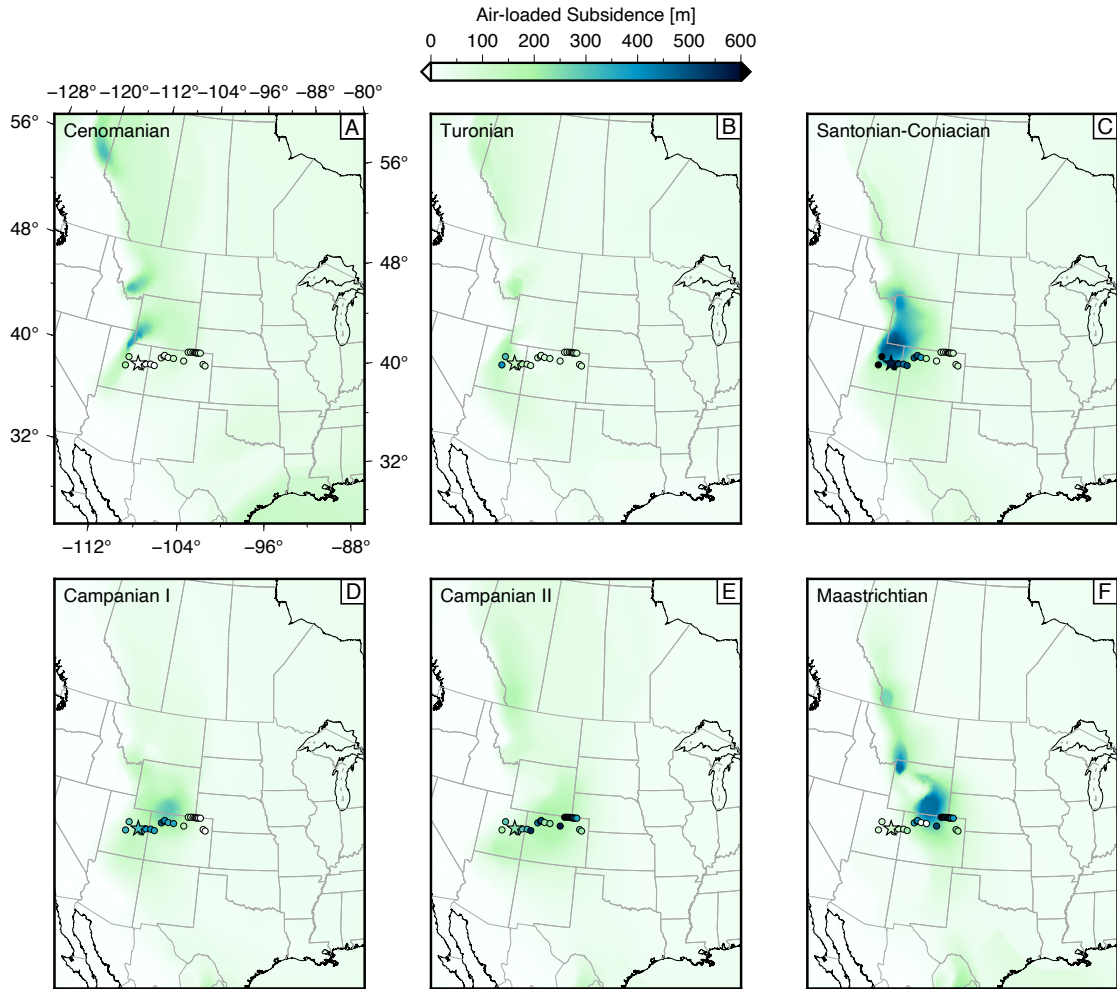 Air-loaded Subsidence [m]
0 100 200 300 400 500 600
−128° −120° −112° −104° −96° −88° −80°
Cenomanian A
Turonian B
Santonian-Coniacian C
56°
56°
48°
48°
40°
40°
32°
32°
−112° −104° −96° −88°
Campanian I D
Campanian II E
Maastrichtian F